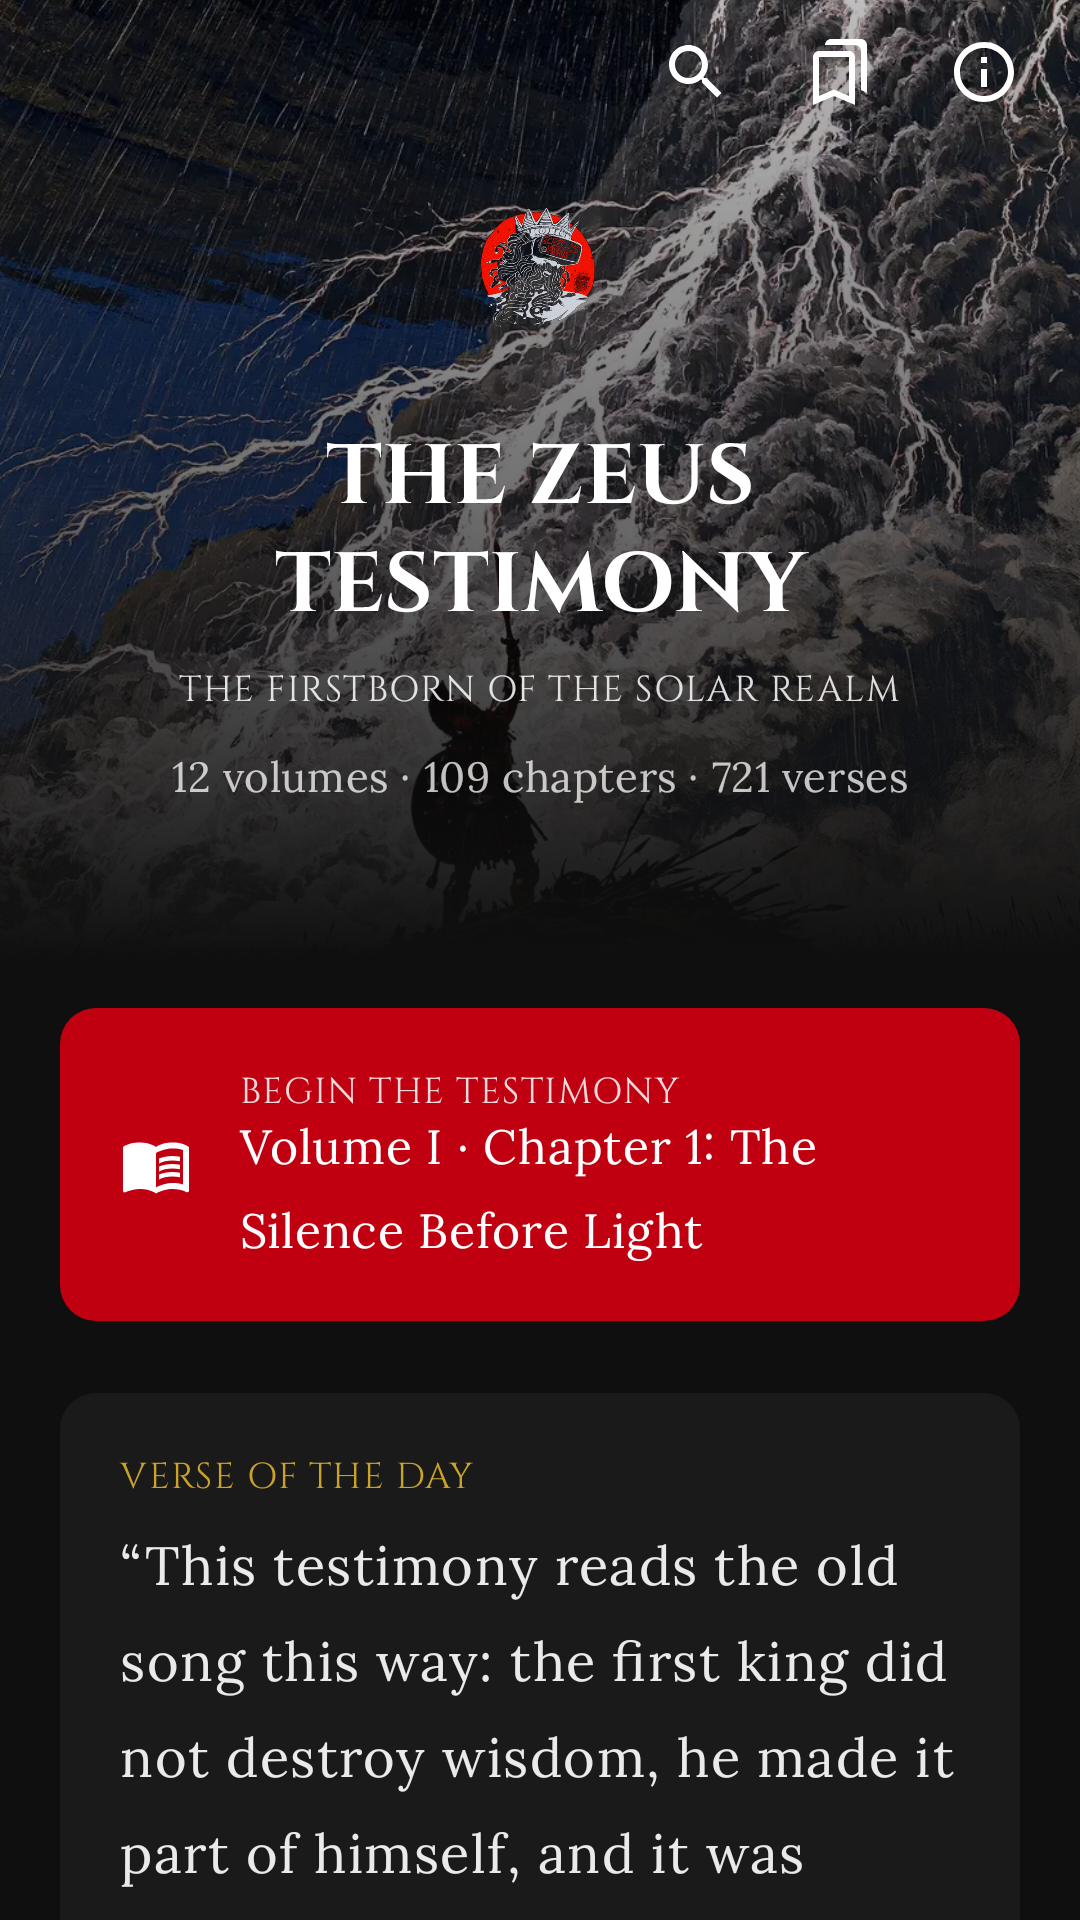 THE ZEUS
TESTIMONY
THE FIRSTBORN OF THE SOLAR REALM
12 volumes · 109 chapters · 721 verses
BEGIN THE TESTIMONY
Volume I · Chapter 1: The
Silence Before Light
VERSE OF THE DAY
“This testimony reads the old
song this way: the first king did
not destroy wisdom, he made it
part of himself, and it was